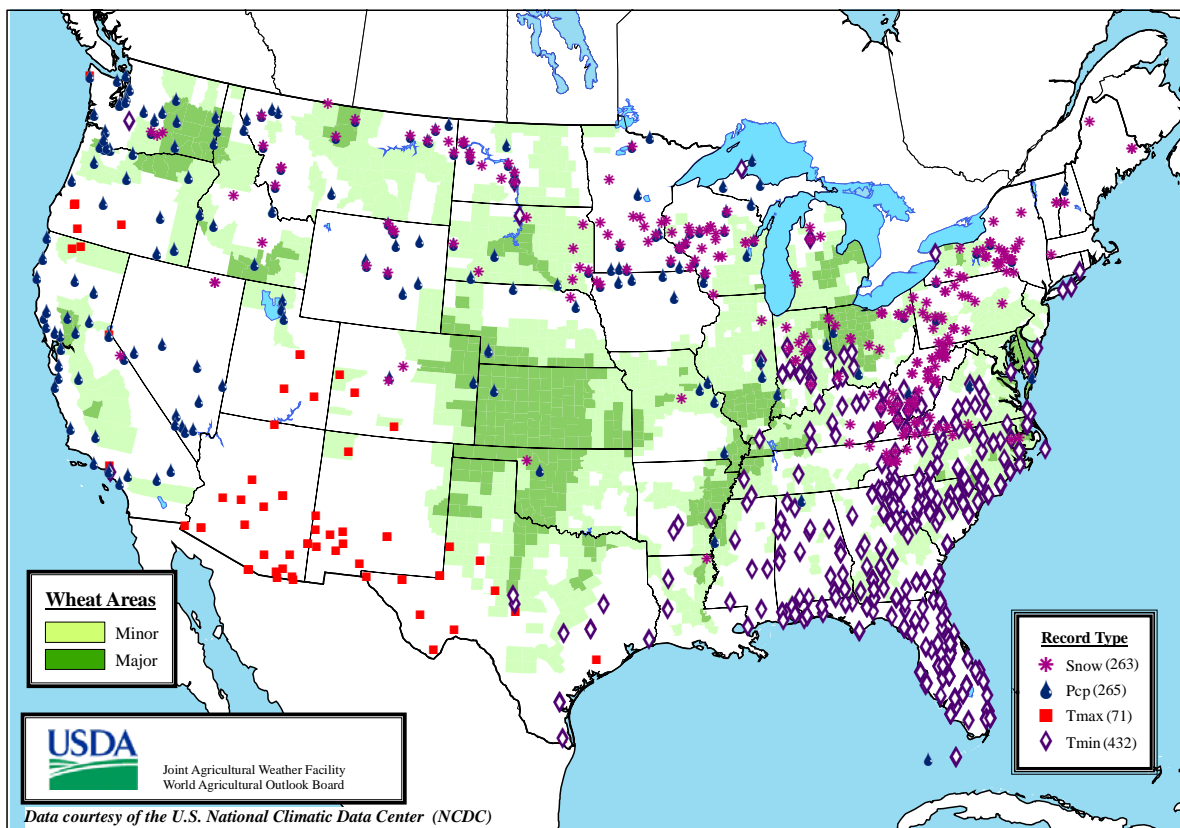 Wheat Areas
Minor
Major
Record Type
Snow (263)
Pcp (265)
Tmax (71)
Tmin (432)
USDA
Joint Agricultural Weather Facility
World Agricultural Outlook Board
Data courtesy of the U.S. National Climatic Data Center (NCDC)